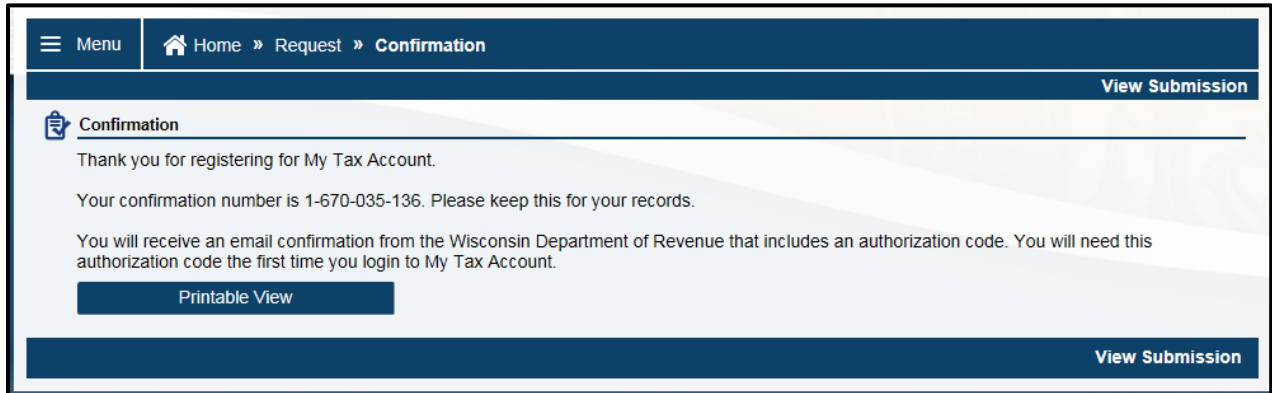 Menu Home » Request » Confirmation
View Submission
Confirmation
Thank you for registering for My Tax Account.
Your confirmation number is 1-670-035-136. Please keep this for your records.
You will receive an email confirmation from the Wisconsin Department of Revenue that includes an authorization code. You will need this
authorization code the first time you login to My Tax Account.
Printable View
View Submission